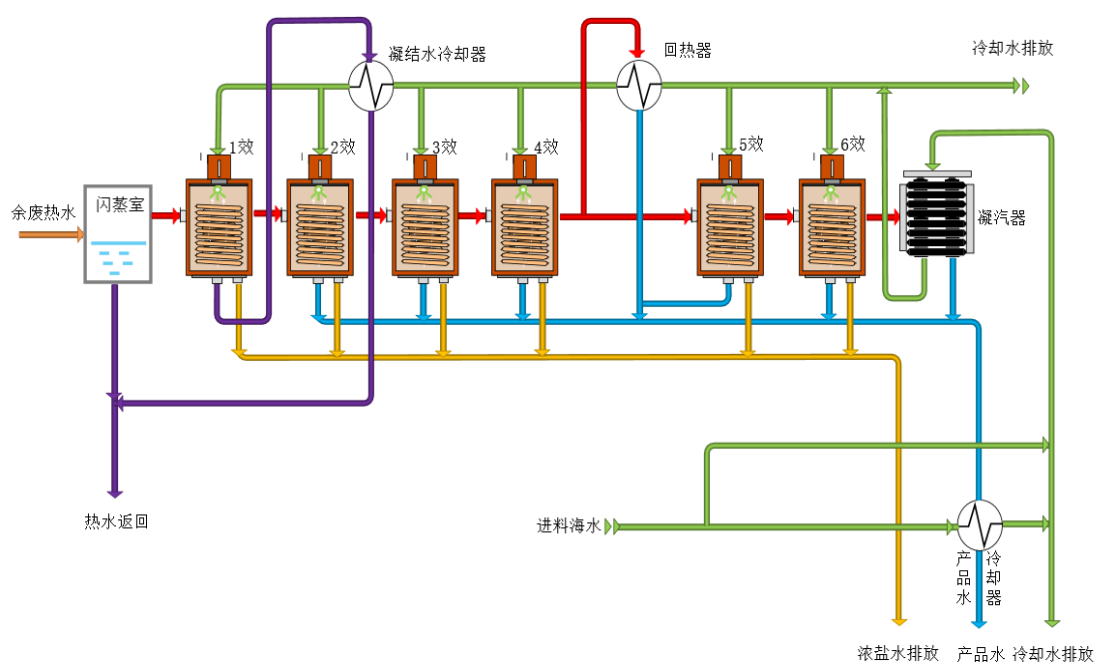 凝结水冷却器
回热器
冷却水排放
1效
2效
3效
4效
5效
6效
余废热水
闪蒸室
凝汽器
热水返回
进料海水
产品水
冷却器
浓盐水排放
产品水
冷却水排放